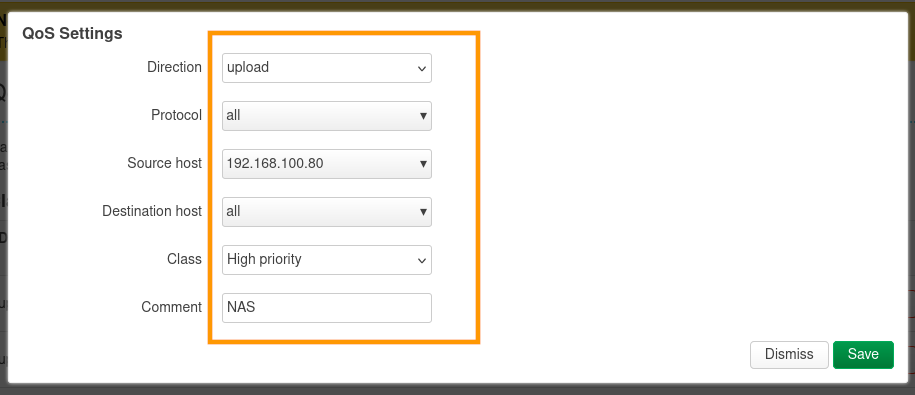 QoS Settings
Direction upload
Protocol all
Source host 192.168.100.80
Destination host all
Class High priority
Comment NAS
Dismiss Save